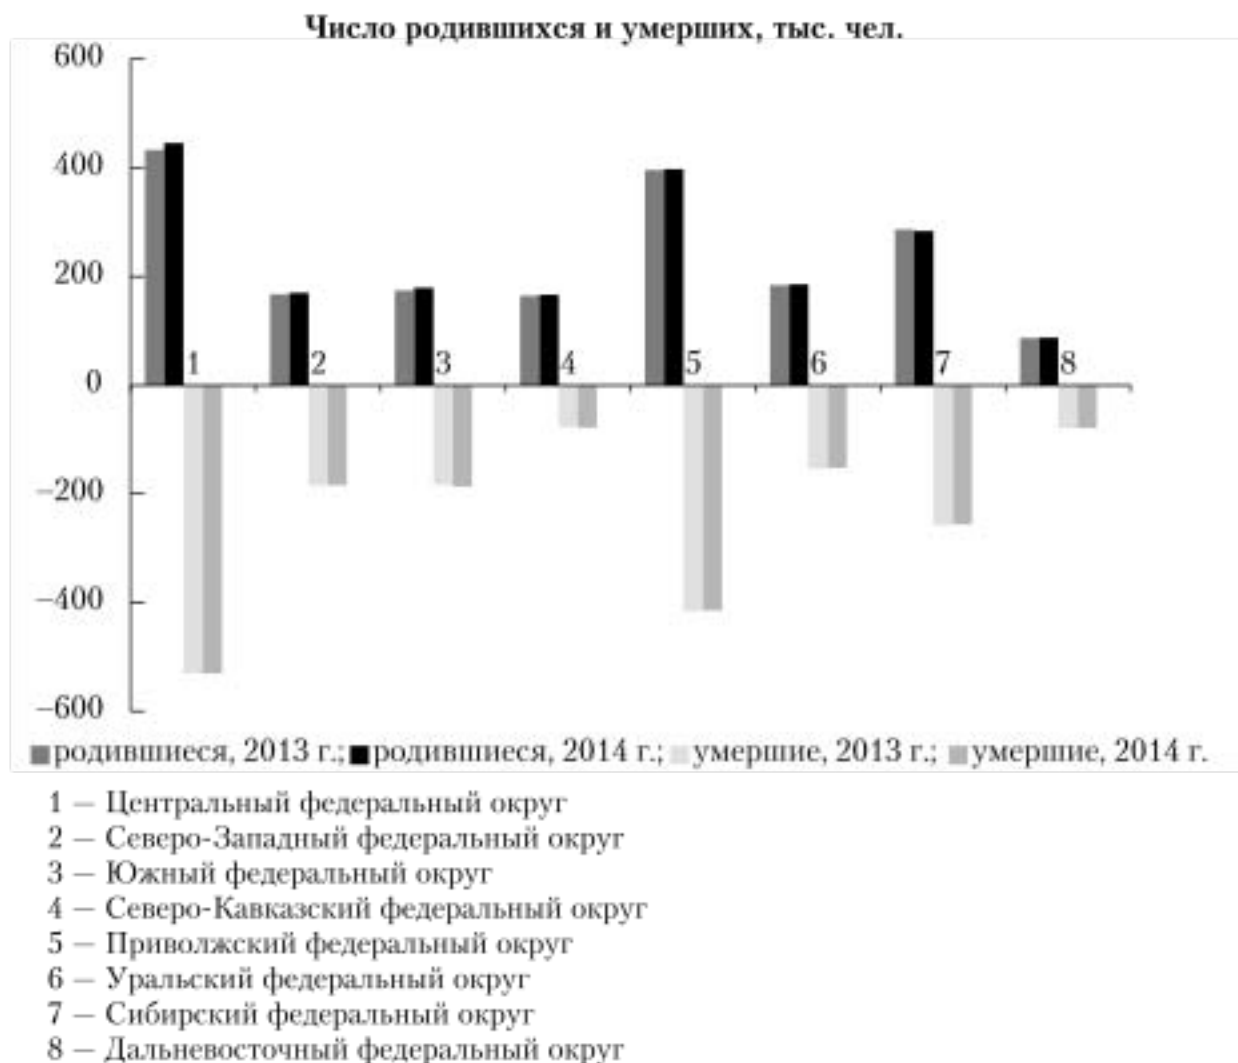 Число родившихся и умерших, тыс. чел.
600
400
200
0
–200
–400
–600
1 2 3 4 5 6 7 8
родившиеся, 2013 г.; родившиеся, 2014 г.; умершие, 2013 г.; умершие, 2014 г.
1 – Центральный федеральный округ
2 – Северо-Западный федеральный округ
3 – Южный федеральный округ
4 – Северо-Кавказский федеральный округ
5 – Приволжский федеральный округ
6 – Уральский федеральный округ
7 – Сибирский федеральный округ
8 – Дальневосточный федеральный округ